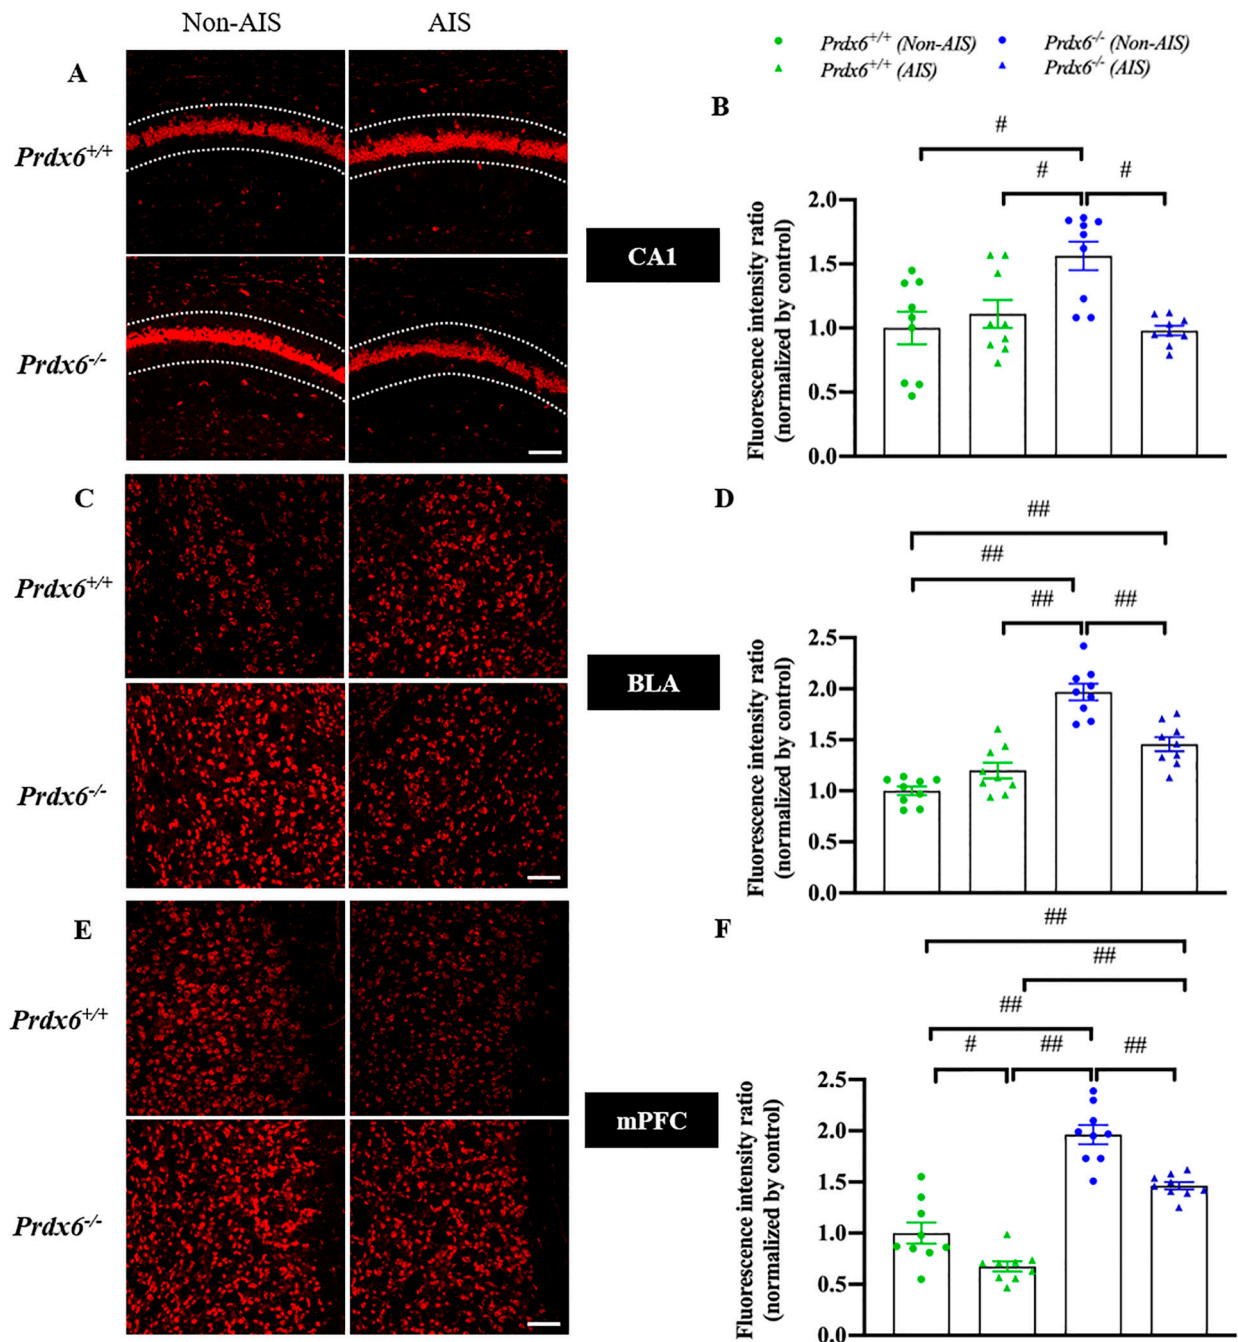 Non-AIS AIS
Prdx6+/+ (Non-AIS) Prdx6-/- (Non-AIS)
Prdx6+/+ (AIS) Prdx6-/- (AIS)
A
Prdx6+/+
Prdx6-/-
CA1
B
#
# #
Fluorescence intensity ratio
(normalized by control)
2.0
1.5
1.0
0.5
0.0
C
Prdx6+/+
Prdx6-/-
BLA
D
##
##
## ##
Fluorescence intensity ratio
(normalized by control)
2.5
2.0
1.5
1.0
0.5
0.0
E
Prdx6+/+
Prdx6-/-
mPFC
F
##
##
##
# ## ##
Fluorescence intensity ratio
(normalized by control)
2.5
2.0
1.5
1.0
0.5
0.0